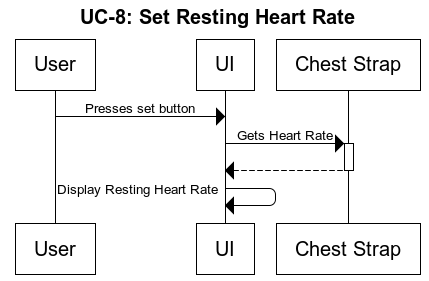 UC-8: Set Resting Heart Rate
User
UI
Chest Strap
Presses set button
Gets Heart Rate
Display Resting Heart Rate
User
UI
Chest Strap